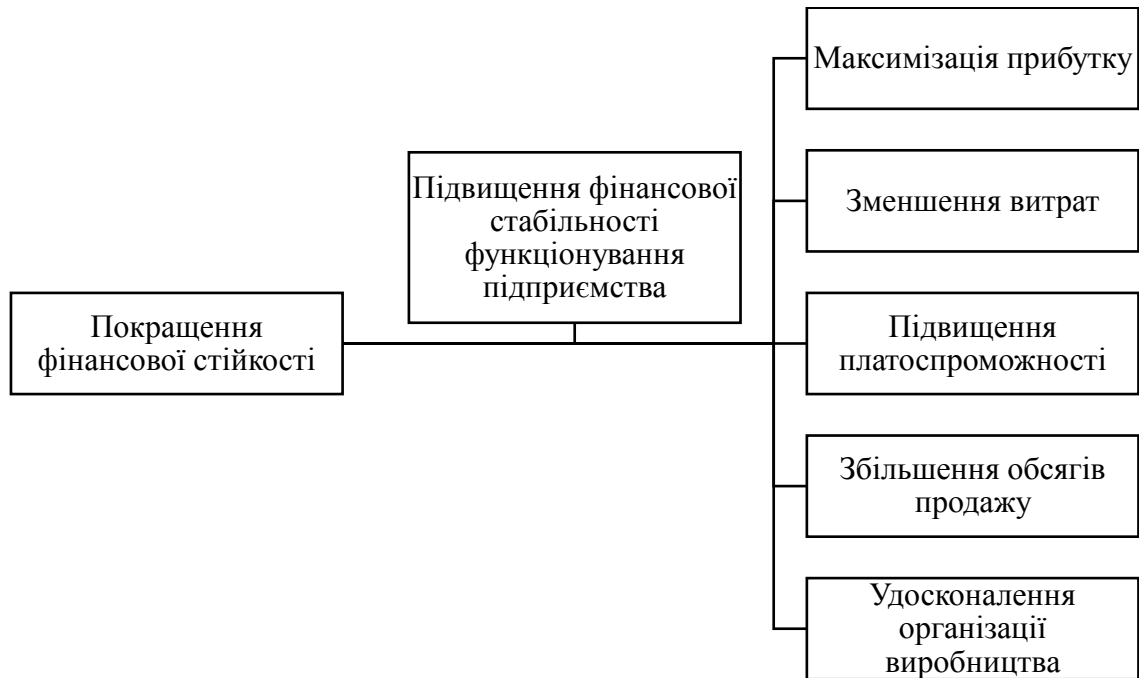 Покращення
фінансової стійкості
Підвищення фінансової
стабільності
функціонування
підприємства
Максимізація прибутку
Зменшення витрат
Підвищення
платоспроможності
Збільшення обсягів
продажу
Удосконалення
організації
виробництва